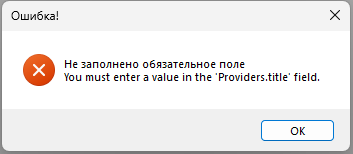 Ошибка!
Не заполнено обязательное поле
You must enter a value in the 'Providers.title' field.
OK